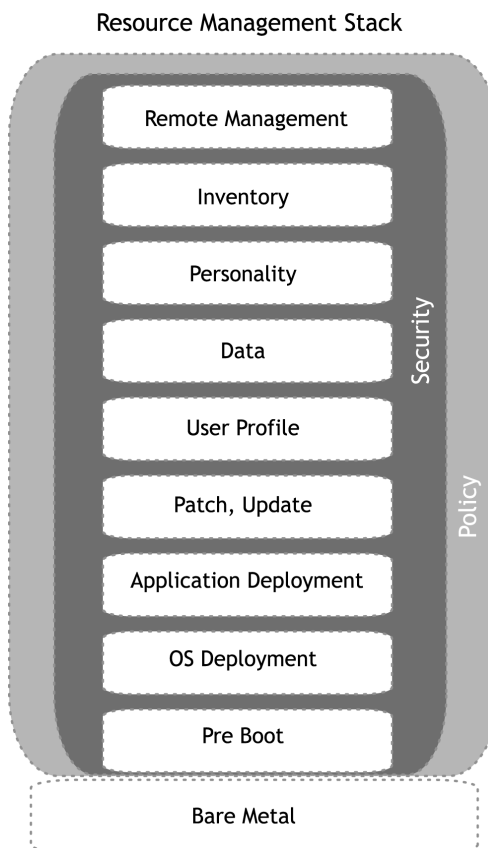 Resource Management Stack
Remote Management
Inventory
Personality
Data
Security
User Profile
Patch, Update
Policy
Application Deployment
OS Deployment
Pre Boot
Bare Metal